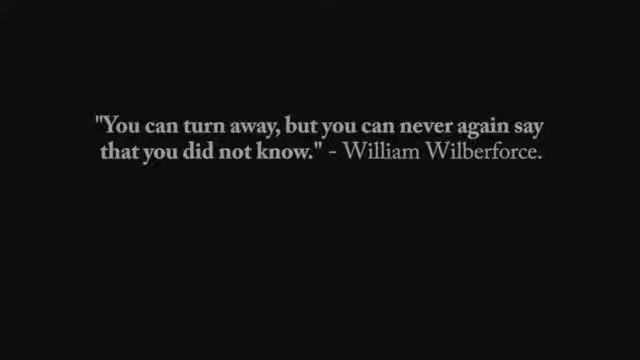 "You can turn away, but you can never again say
that you did not know." - William Wilberforce.